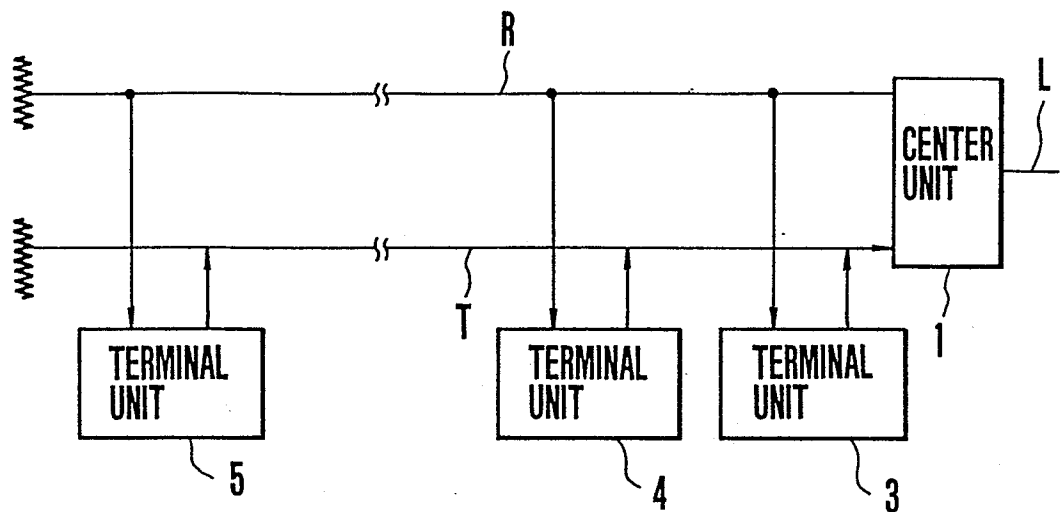 R
L
CENTER
UNIT
T
1
TERMINAL
UNIT
TERMINAL
UNIT
TERMINAL
UNIT
5
4
3